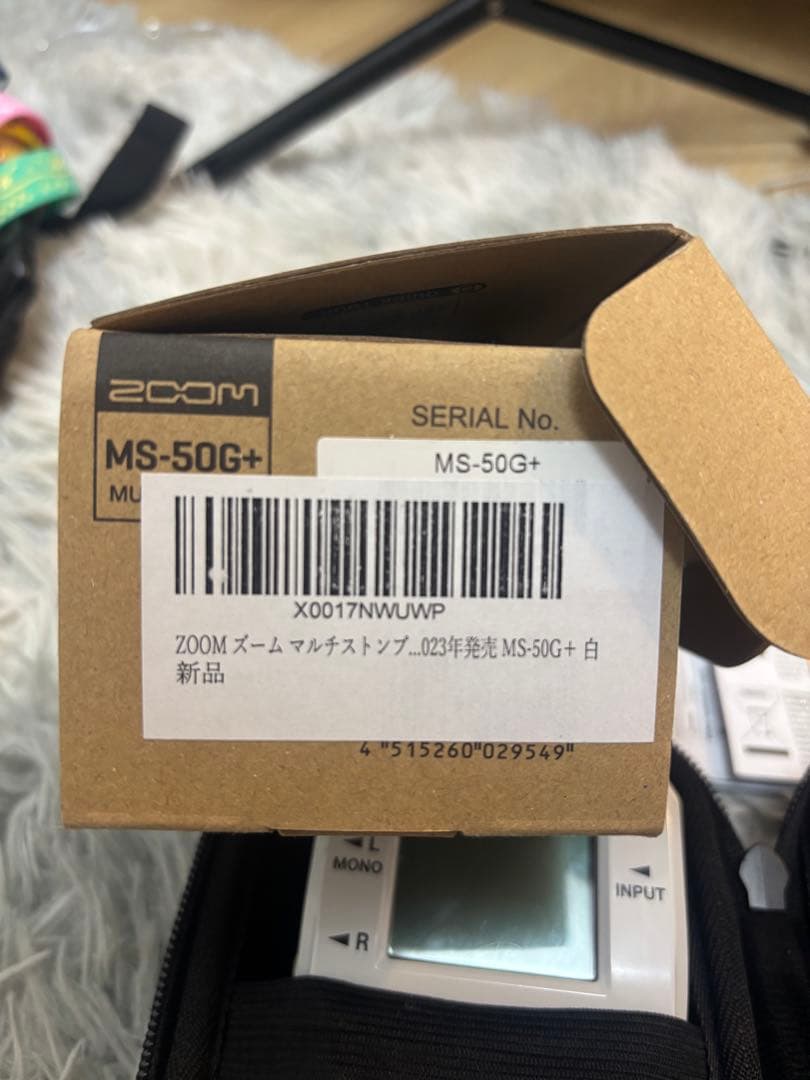 ZOOM
MS-50G+
MU
SERIAL No.
MS-50G+
X0017NWUWP
ZOOM ズーム マルチストンプ...023年発売 MS-50G＋ 白
新品
4 "515260"029549"
L
MONO
R
INPUT